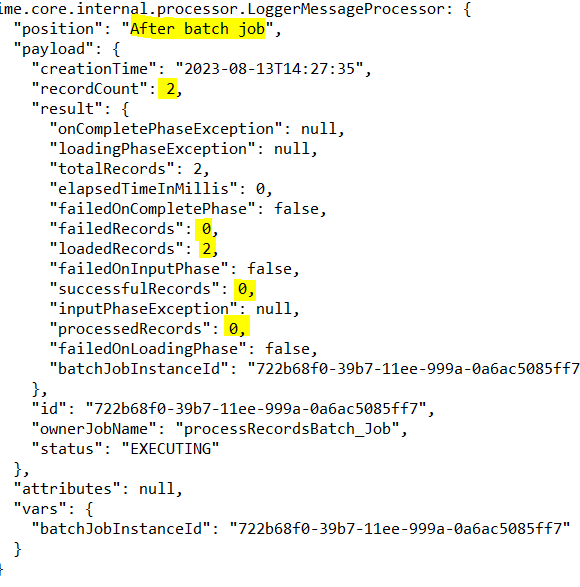 ime.core.internal.processor.LoggerMessageProcessor: {
"position": "After batch job",
"payload": {
"creationTime": "2023-08-13T14:27:35",
"recordCount": 2,
"result": {
"onCompletePhaseException": null,
"loadingPhaseException": null,
"totalRecords": 2,
"elapsedTimeInMillis": 0,
"failedOnCompletePhase": false,
"failedRecords": 0,
"loadedRecords": 2,
"failedOnInputPhase": false,
"successfulRecords": 0,
"inputPhaseException": null,
"processedRecords": 0,
"failedOnLoadingPhase": false,
"batchJobInstanceId": "722b68f0-39b7-11ee-999a-0a6ac5085ff7
},
"id": "722b68f0-39b7-11ee-999a-0a6ac5085ff7",
"ownerJobName": "processRecordsBatch_Job",
"status": "EXECUTING"
},
"attributes": null,
"vars": {
"batchJobInstanceId": "722b68f0-39b7-11ee-999a-0a6ac5085ff7"
}
}